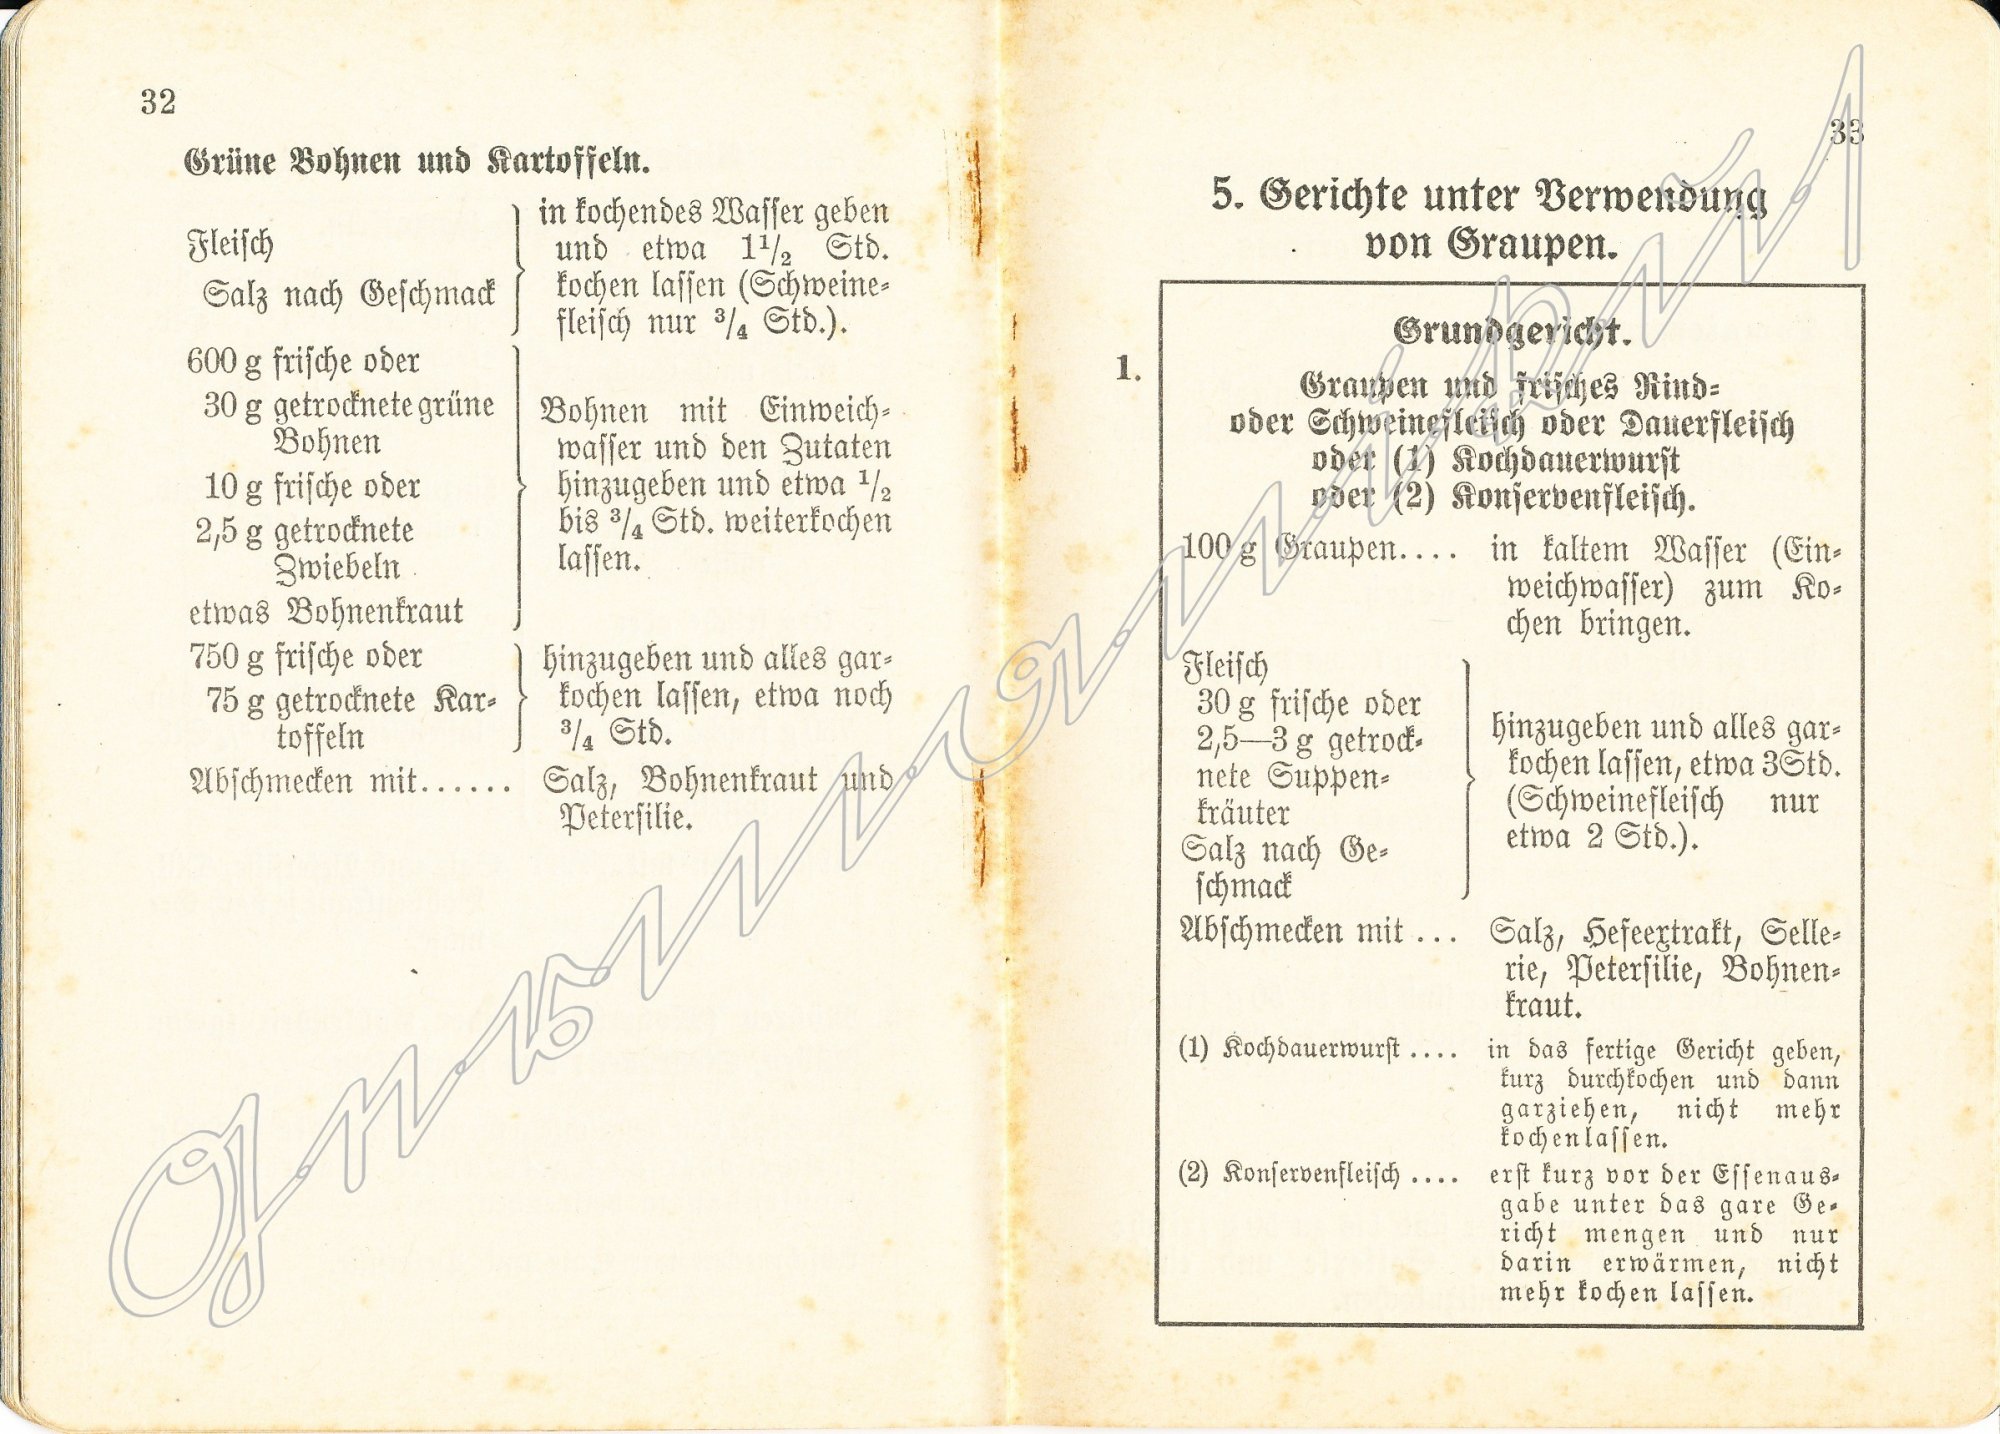 32
Grüne Bohnen und Kartoffeln.
Fleisch
Salz nach Geschmack
in kochendes Wasser geben
und etwa 1½ Std.
kochen lassen (Schweine-
fleisch nur ¾ Std.).
600 g frische oder
30 g getrocknete grüne
Bohnen
10 g frische oder
2,5 g getrocknete
Zwiebeln
etwas Bohnenkraut
Bohnen mit Einweich-
wasser und den Zutaten
hinzugeben und etwa ½
bis ¾ Std. weiterkochen
lassen.
750 g frische oder
75 g getrocknete Kar-
toffeln
hinzugeben und alles gar-
kochen lassen, etwa noch
¾ Std.
Abschmecken mit...... Salz, Bohnenkraut und
Petersilie.
33
5. Gerichte unter Verwendung
von Graupen.
Grundgericht.
1.
Graupen und frisches Rind-
oder Schweinefleisch oder Dauerfleisch
oder (1) Kochdauerwurst
oder (2) Konservenfleisch.
100 g Graupen.... in kaltem Wasser (Ein-
weichwasser) zum Ko-
chen bringen.
Fleisch
30 g frische oder
2,5—3 g getrock-
nete Suppen-
kräuter
Salz nach Ge-
schmack
hinzugeben und alles gar-
kochen lassen, etwa 3 Std.
(Schweinefleisch nur
etwa 2 Std.).
Abschmecken mit ... Salz, Hefeextrakt, Selle-
rie, Petersilie, Bohnen-
kraut.
(1) Kochdauerwurst .... in das fertige Gericht geben,
kurz durchkochen und dann
garziehen, nicht mehr
kochen lassen.
(2) Konservenfleisch .... erst kurz vor der Essenaus-
gabe unter das gare Ge-
richt mengen und nur
darin erwärmen, nicht
mehr kochen lassen.